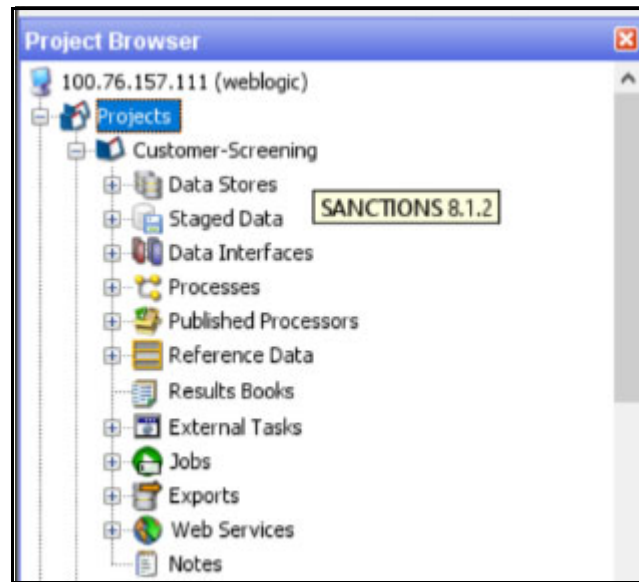 Project Browser
100.76.157.111 (weblogic)
Projects
Customer-Screening
Data Stores
SANCTIONS 8.1.2
Staged Data
Data Interfaces
Processes
Published Processors
Reference Data
Results Books
External Tasks
Jobs
Exports
Web Services
Notes